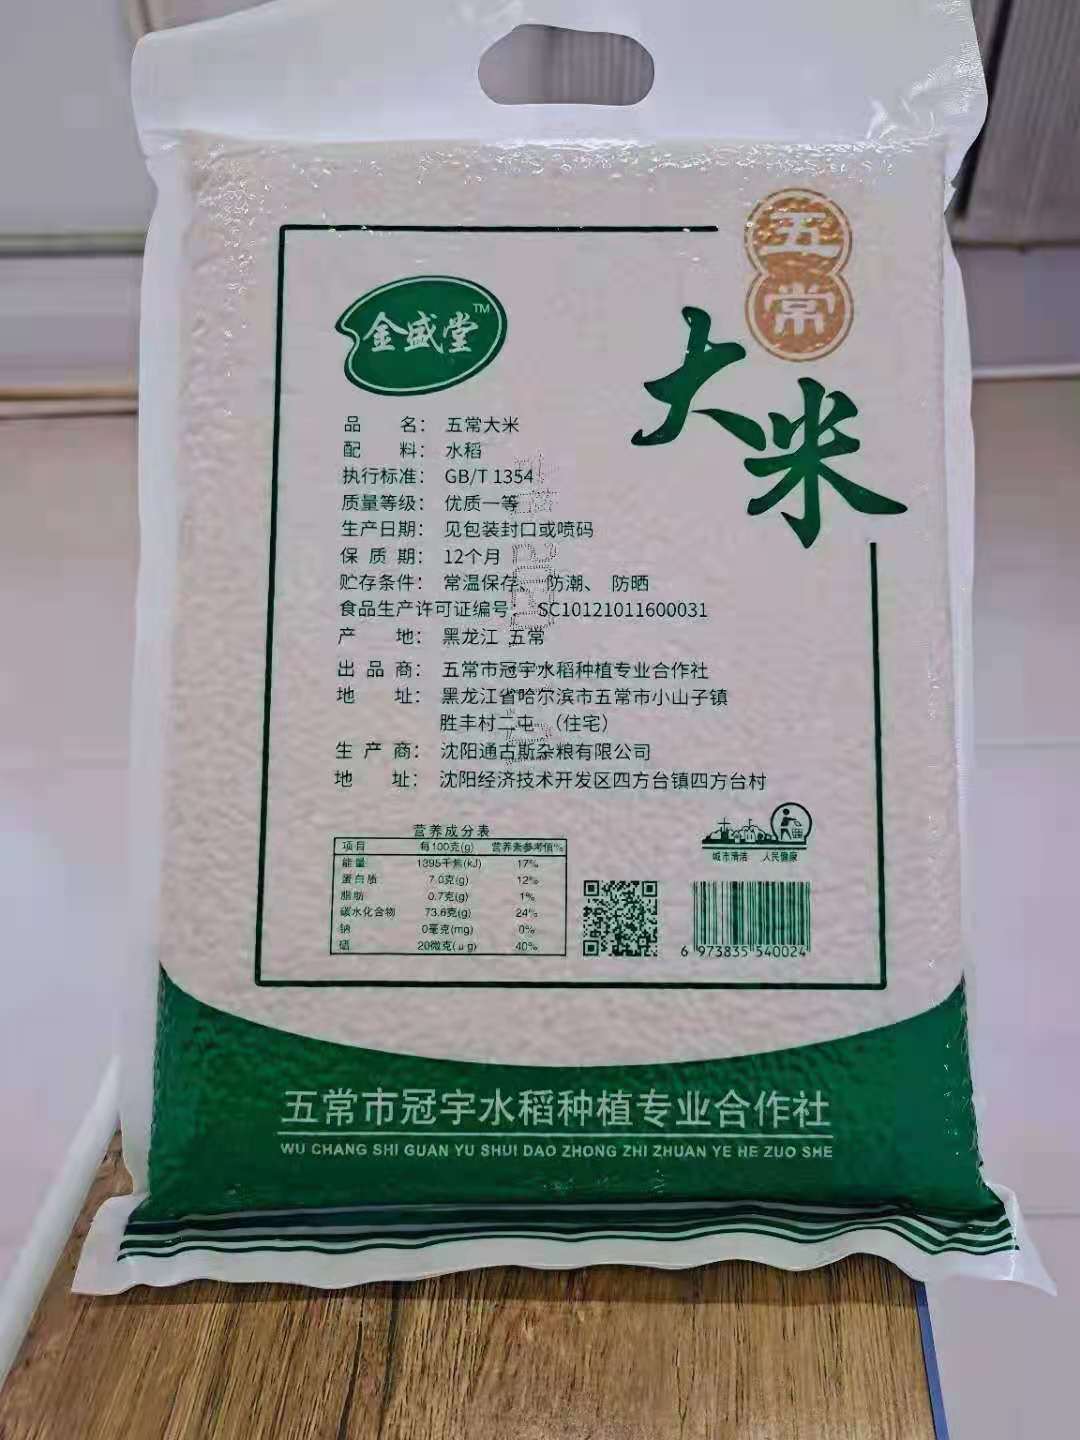 五常
大米
金盛堂™
品 名： 五常大米
配 料： 水稻
执行标准： GB/T 1354
质量等级： 优质一等
生产日期： 见包装封口或喷码
保 质 期： 12个月
贮存条件： 常温保存、 防潮、 防晒
食品生产许可证编号： SC10121011600031
产 地： 黑龙江 五常
出 品 商： 五常市冠宇水稻种植专业合作社
地 址： 黑龙江省哈尔滨市五常市小山子镇
胜丰村二屯 （住宅）
生 产 商： 沈阳通古斯杂粮有限公司
地 址： 沈阳经济技术开发区四方台镇四方台村
营养成分表
项目 每100克(g) 营养素参考值%
能量 1395千焦(kJ) 17%
蛋白质 7.0克(g) 12%
脂肪 0.7克(g) 1%
碳水化合物 73.6克(g) 24%
钠 0毫克(mg) 0%
硒 20微克(μg) 40%
城市清洁 人民健康
6 973835 540024
五常市冠宇水稻种植专业合作社
WU CHANG SHI GUAN YU SHUI DAO ZHONG ZHI ZHUAN YE HE ZUO SHE